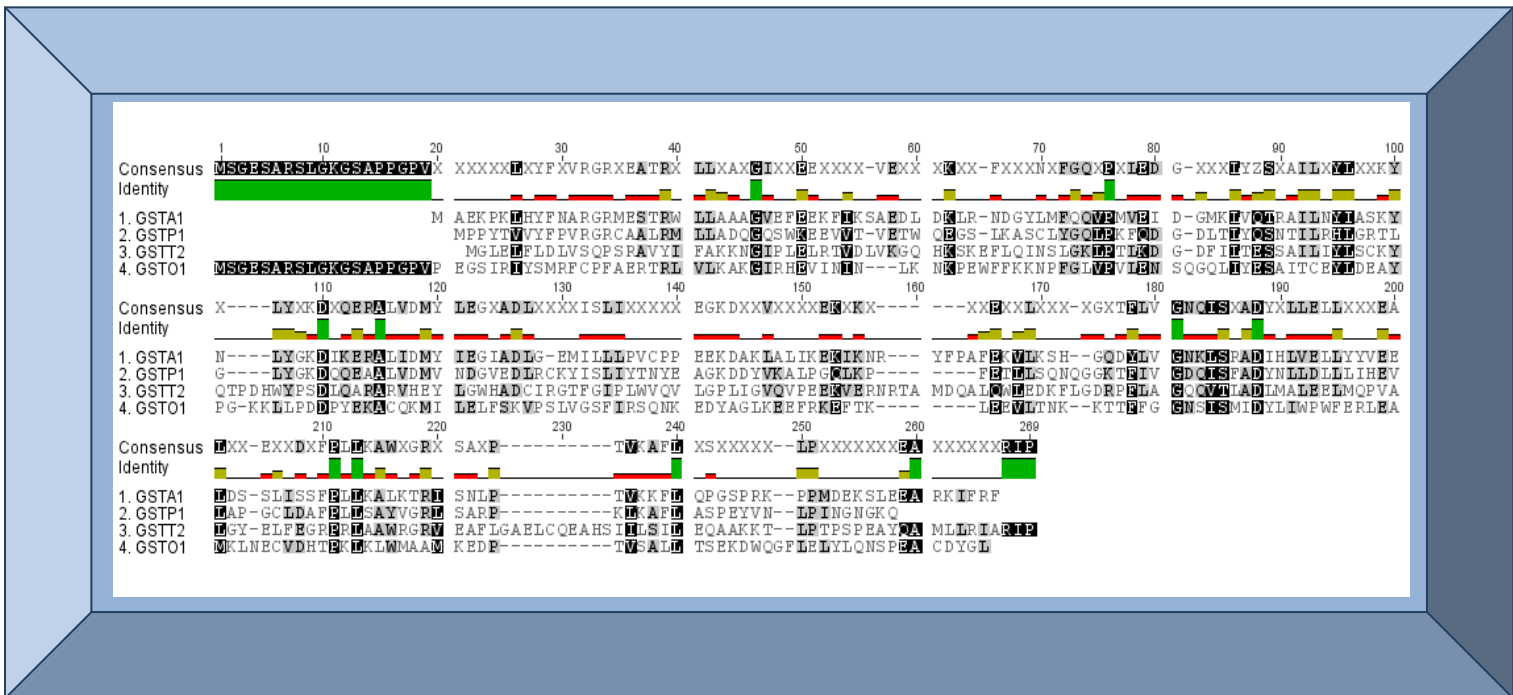 1 10 20 30 40 50 60 70 80 90 100
Consensus MSGESARSLGKGSAPPGPVX XXXXXLXYFXVRGRXEATRX LLXAXGIXXEEXXXX-VEXX XKXX-FXXXNXFGQXPXLED G-XXXLYZSXAILXYLXXKY
Identity
1. GSTA1 M AEKPKLHYFNARGRMESTRW LLAAAGVEFEEKFIKSAEDL DKLR-NDGYLMFQQVPMVEI D-GMKLVQTRAILNYIASKY
2. GSTP1 MPPYTVVYFPVRGRCAALRM LLADQGQSWKEEVVT-VETW QEGS-LKASCLYGQLPKFQD G-DLTLYQSNTILRHLGRTL
3. GSTT2 MGLELFLDLVSQPSRAVYI FAKKNGIPLELRTVDLVKGQ HKSKEFLQINSLGKLPTLKD G-DFILTESSAILIYLSCKY
4. GSTO1 MSGESARSLGKGSAPPGPVP EGSIRIYSMRFCPFAERTRL VLKAKGIRHEVININ---LK NKPEWFFKKNPFGLVPVLEN SQGQLIYESAITCEYLDEAY
110 120 130 140 150 160 170 180 190 200
Consensus X----LYXKDXQEPALVDMY LEGXADLXXXXISLIXXXXXX EGKDXXVXXXXEKXKX---- --XXEXXLXXX-XGXTFLV GNQISXADYXLLELLXXXEA
Identity
1. GSTA1 N----LYGKDIKEPALIDMY IEGIADLG-EMILLLPVCPP EEKDAKLALIKEKIKNR--- YFPAFEKVLKSH--GQDYLV GNKLSRADIHLVELLYYVEE
2. GSTP1 G----LYGKDQQEAALVDMV NDGVEDLRCKYISLIYTNYE AGKDDYVKALPGQLKP---- ----FETLLSQNQGGKTFIV GDQISFADYNLLDLLLIHEV
3. GSTT2 QTPDHWYPSDLQARARVHEY LGWHADCIRGTFGIPLWVQV LGPLIGVQVPEEKVERNRTA MDQALQWLEDKFLGDRPFLA GQQVTLADLMALEELMQPVA
4. GSTO1 PG-KKLLPDDPYEKACQKMI LELFSKVPSLVGSFIRSQNK EDYAGLKEEFRKEFTK---- ----LEEVLTNK--KTTFFG GNSISMIDYLIWPWFERLEA
210 220 230 240 250 260 269
Consensus LXX-EXXDXFPLLKAWXGRX SAXP----------TVKAFL XSXXXXX--LPXXXXXXXEA XXXXXXRIP
Identity
1. GSTA1 LDS-SLISSFPLLKALKTRI SNLP----------TVKKFL QPGSPRK--PPMDEKSLEEA RKIFRF
2. GSTP1 LAP-GCLDAFPLLSAYVGRL SARP----------KLKAFL ASPEYVN--LPINGNGKQ
3. GSTT2 LGY-ELFEGRPRLAAWRGRV EAFLGAELCQEAHSIILSIL EQAAKKT--LPTPSPEAYQA MLLRIARIP
4. GSTO1 MKLNECVDHTPKLKLWMAAM KEDP----------TVSALL TSEKDWQGFLELYLQNSPEA CDYGL